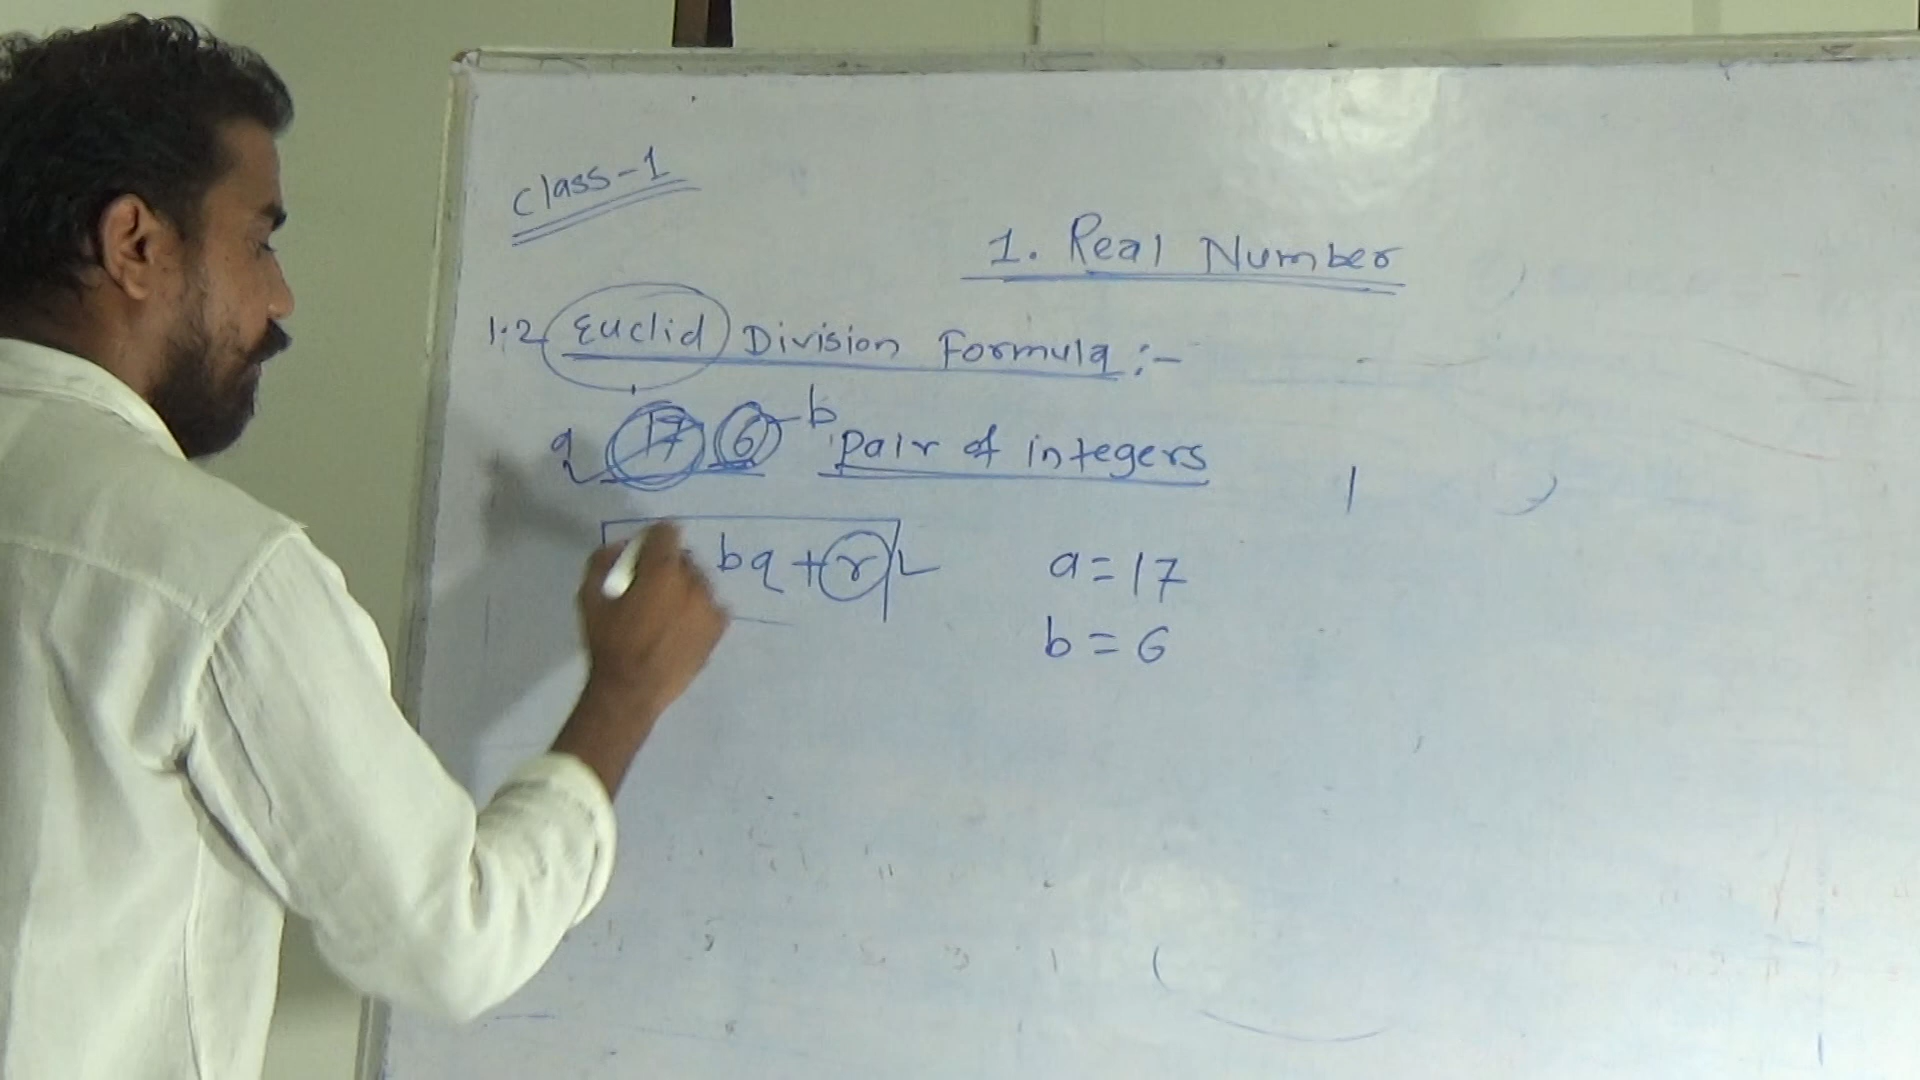 Class-1
1. Real Number
1.2 Euclid Division Formula :-
a 17 6 b Pair of integers
bq + r
a = 17
b = 6